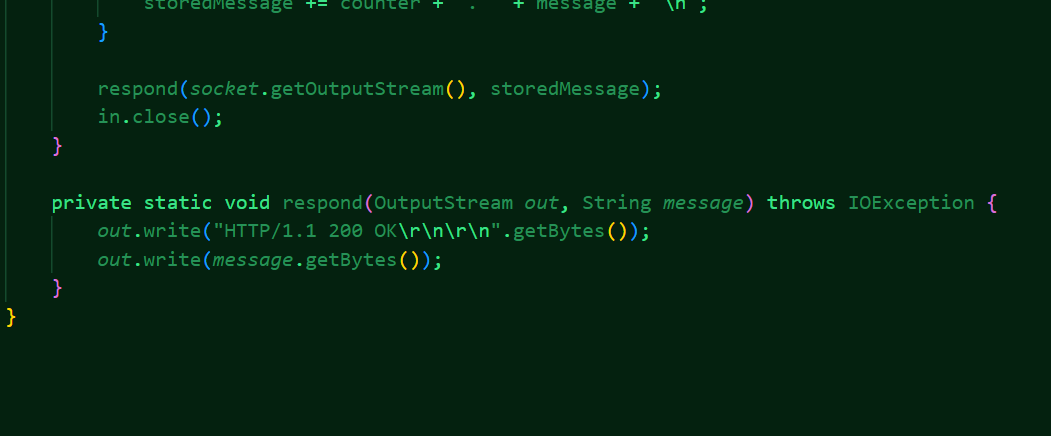 storedMessage += counter + ". " + message + "\n";
}
respond(socket.getOutputStream(), storedMessage);
in.close();
}
private static void respond(OutputStream out, String message) throws IOException {
out.write("HTTP/1.1 200 OK\r\n\r\n".getBytes());
out.write(message.getBytes());
}
}